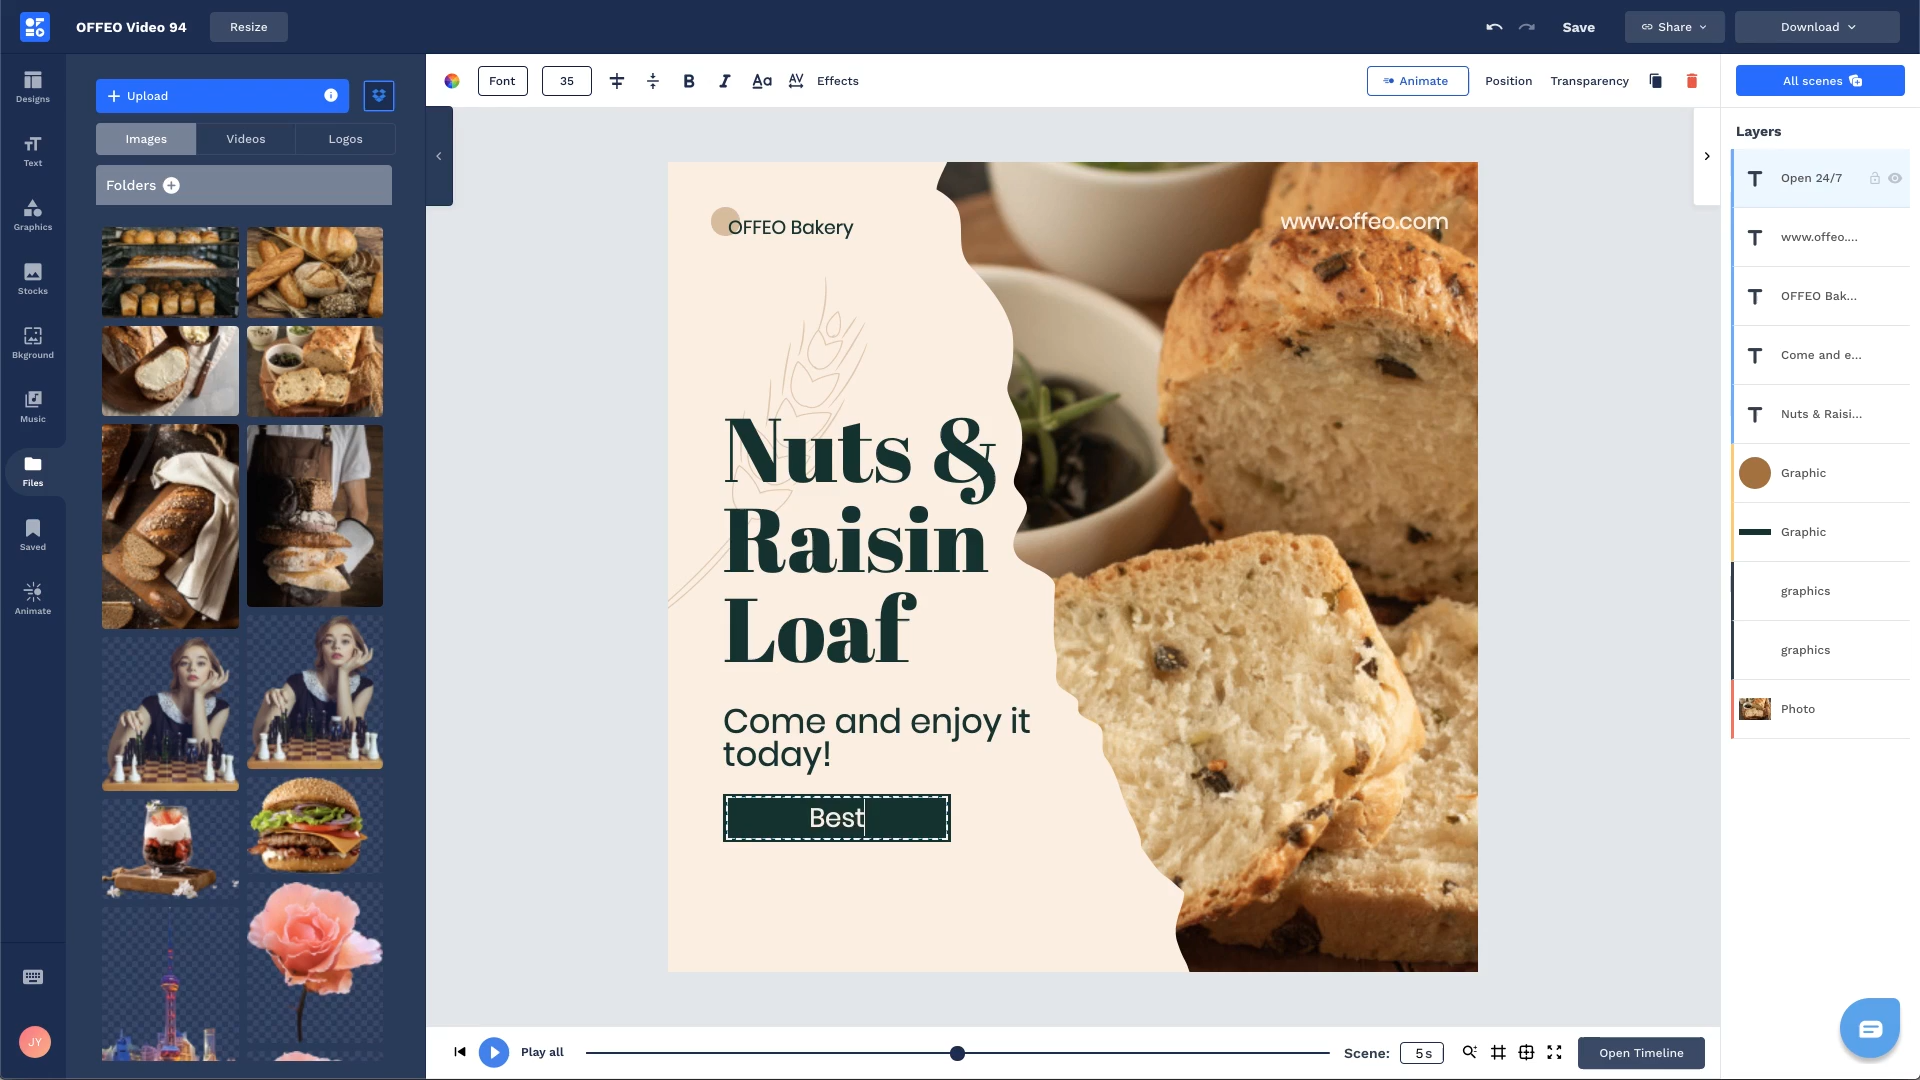 OFFEO Video 94
Resize
Save
Share
Download
Designs
Text
Graphics
Stocks
Bkground
Music
Files
Saved
Animate
JY
Upload
Images
Videos
Logos
Folders
Font
35
B
I
Aa
AV
Effects
Animate
Position
Transparency
All scenes
OFFEO Bakery
www.offeo.com
Nuts &
Raisin
Loaf
Come and enjoy it
today!
Best
Layers
Open 24/7
www.offeo....
OFFEO Bak...
Come and e...
Nuts & Raisi...
Graphic
Graphic
graphics
graphics
Photo
Play all
Scene:
5s
Open Timeline